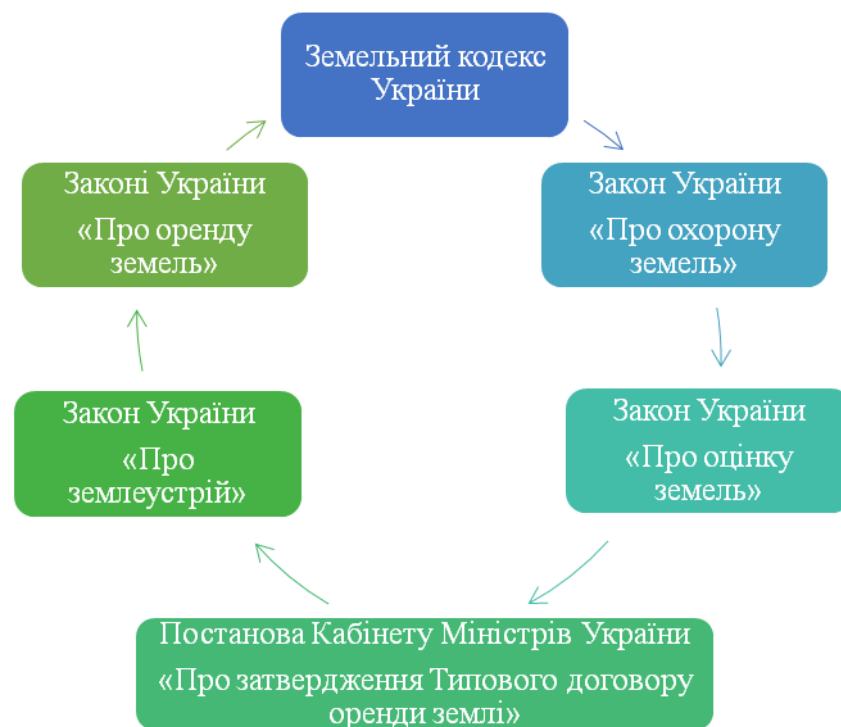 Земельний кодекс
України
Закон України
«Про охорону
земель»
Закон України
«Про оцінку
земель»
Постанова Кабінету Міністрів України
«Про затвердження Типового договору
оренди землі»
Закон України
«Про
землеустрій»
Законі України
«Про оренду
земель»